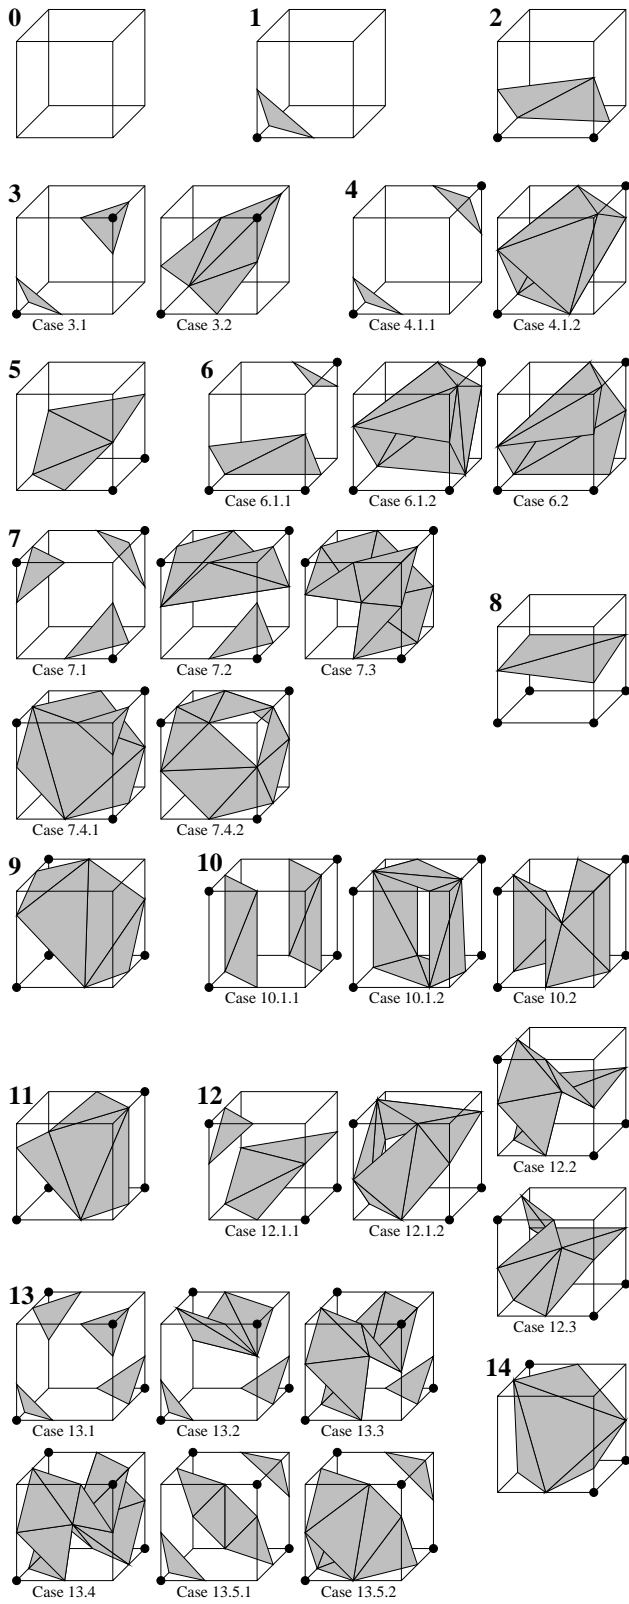 0 1 2
3 4
Case 3.1 Case 3.2 Case 4.1.1 Case 4.1.2
5 6
Case 6.1.1 Case 6.1.2 Case 6.2
7
8
Case 7.1 Case 7.2 Case 7.3
Case 7.4.1 Case 7.4.2
9 10
Case 10.1.1 Case 10.1.2 Case 10.2
11 12
Case 12.2
Case 12.1.1 Case 12.1.2
13
Case 12.3
14
Case 13.1 Case 13.2 Case 13.3
Case 13.4 Case 13.5.1 Case 13.5.2